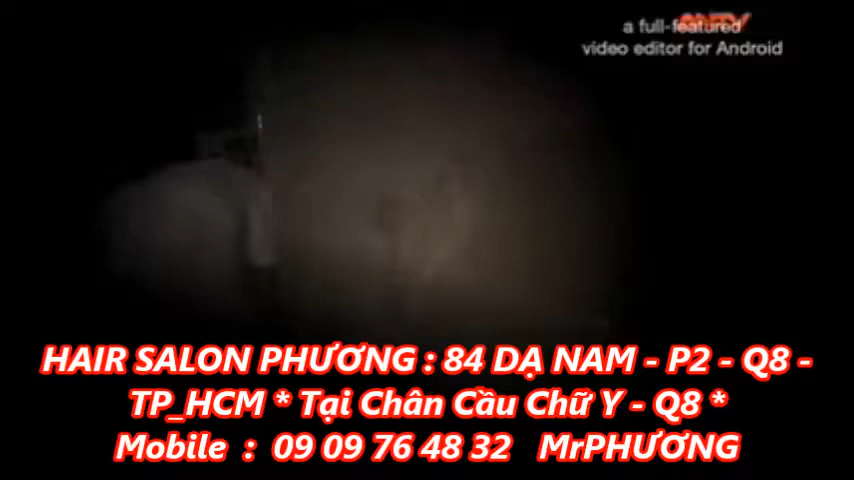 a full-featured
video editor for Android
HAIR SALON PHƯƠNG : 84 DẠ NAM - P2 - Q8 -
TP_HCM * Tại Chân Cầu Chữ Y - Q8 *
Mobile : 09 09 76 48 32 MrPHƯƠNG